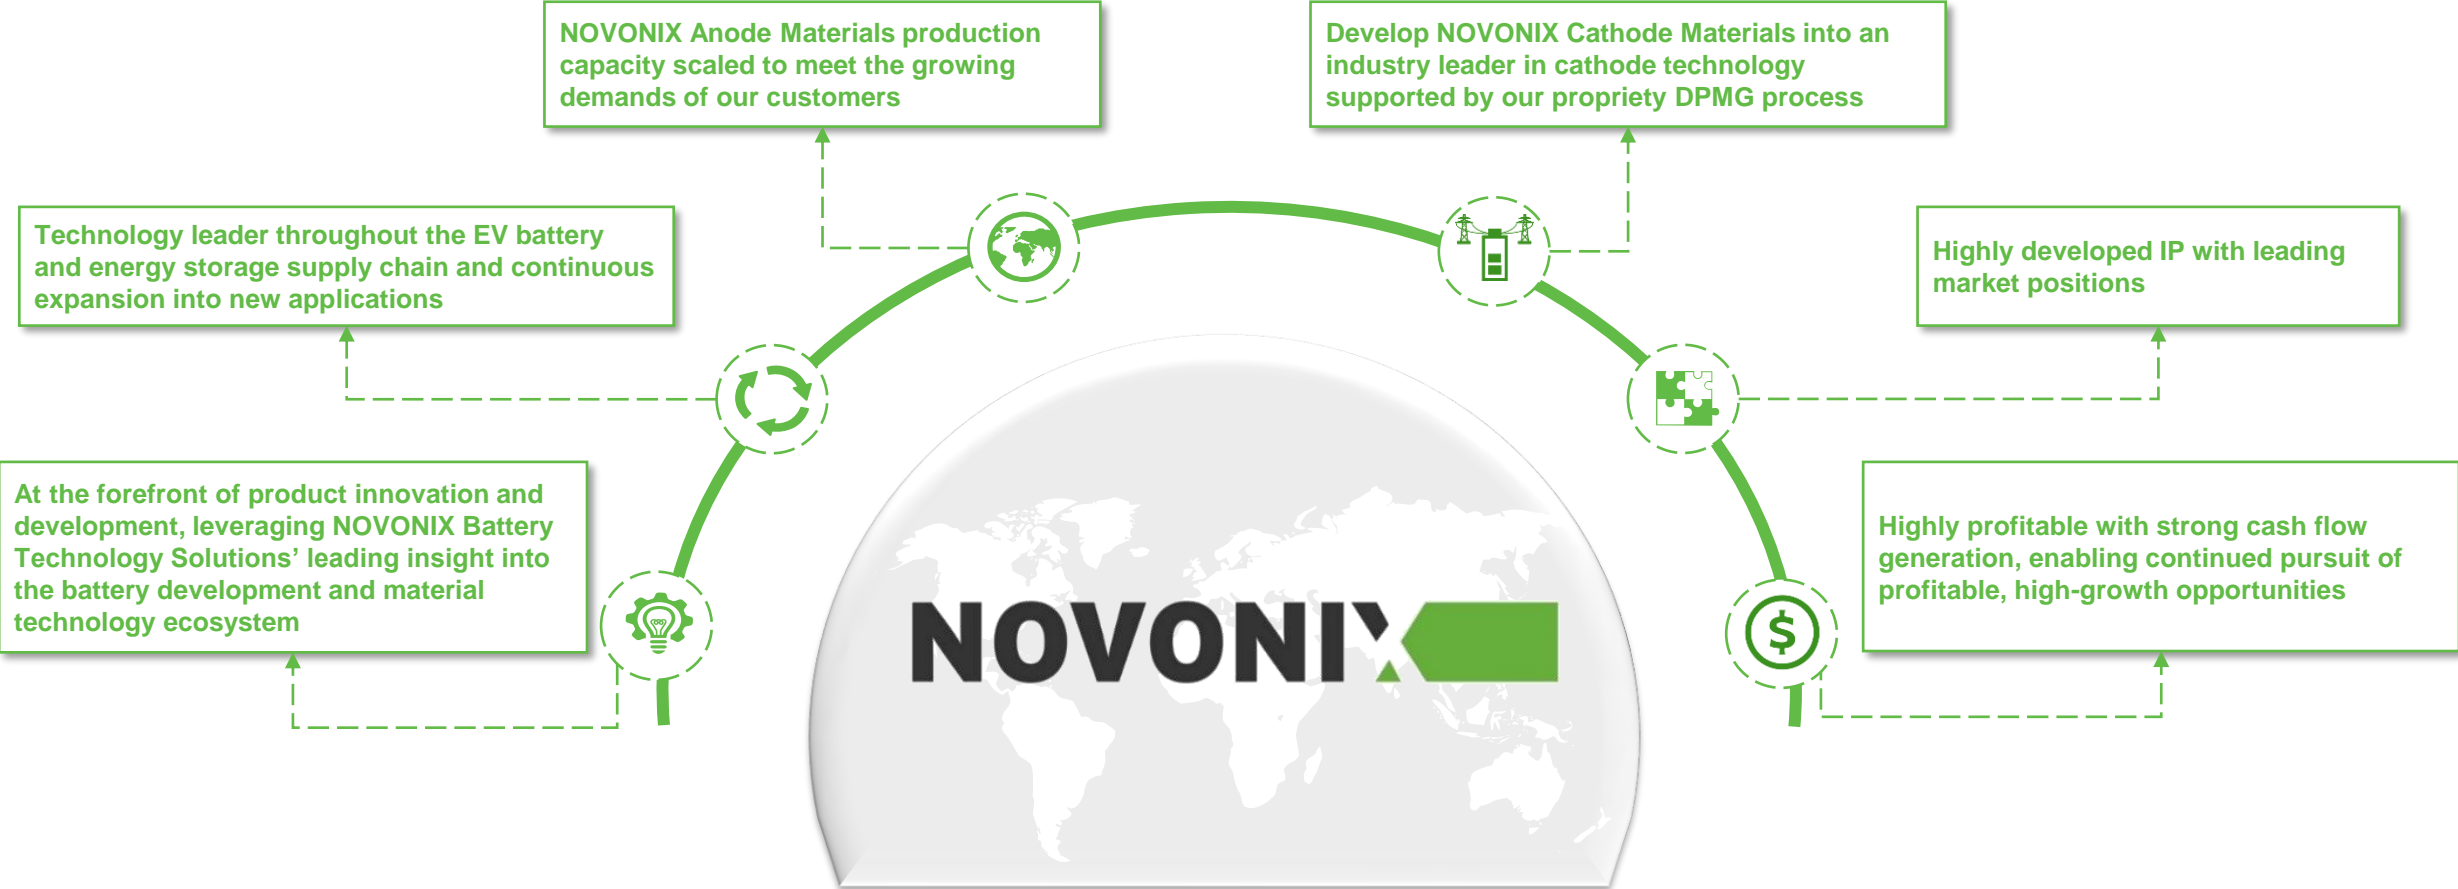 NOVONIX Anode Materials production
capacity scaled to meet the growing
demands of our customers
Develop NOVONIX Cathode Materials into an
industry leader in cathode technology
supported by our propriety DPMG process
Technology leader throughout the EV battery
and energy storage supply chain and continuous
expansion into new applications
Highly developed IP with leading
market positions
At the forefront of product innovation and
development, leveraging NOVONIX Battery
Technology Solutions’ leading insight into
the battery development and material
technology ecosystem
Highly profitable with strong cash flow
generation, enabling continued pursuit of
profitable, high-growth opportunities
$
NOVONIX